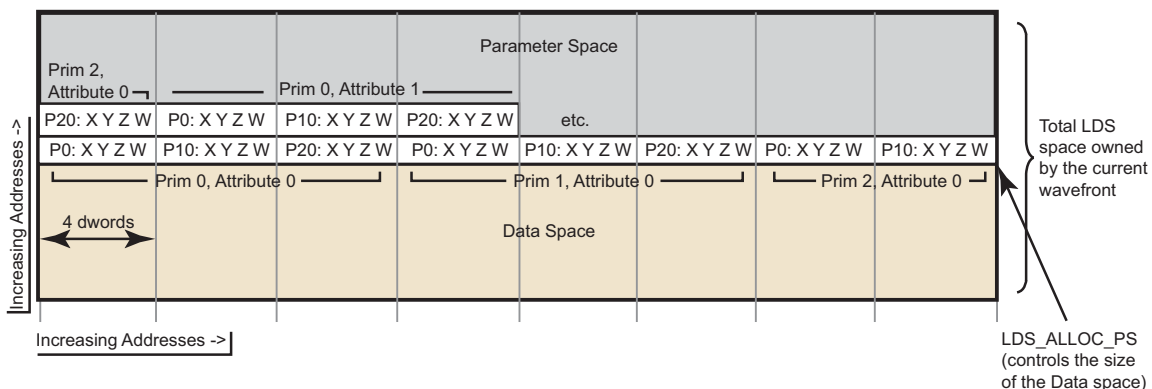 Parameter Space
Prim 2,
Attribute 0
Prim 0, Attribute 1
P20: X Y Z W P0: X Y Z W P10: X Y Z W P20: X Y Z W etc.
P0: X Y Z W P10: X Y Z W P20: X Y Z W P0: X Y Z W P10: X Y Z W P20: X Y Z W P0: X Y Z W P10: X Y Z W
Prim 0, Attribute 0 Prim 1, Attribute 0 Prim 2, Attribute 0
4 dwords
Data Space
Increasing Addresses ->
Increasing Addresses ->
Total LDS
space owned
by the current
wavefront
LDS_ALLOC_PS
(controls the size
of the Data space)